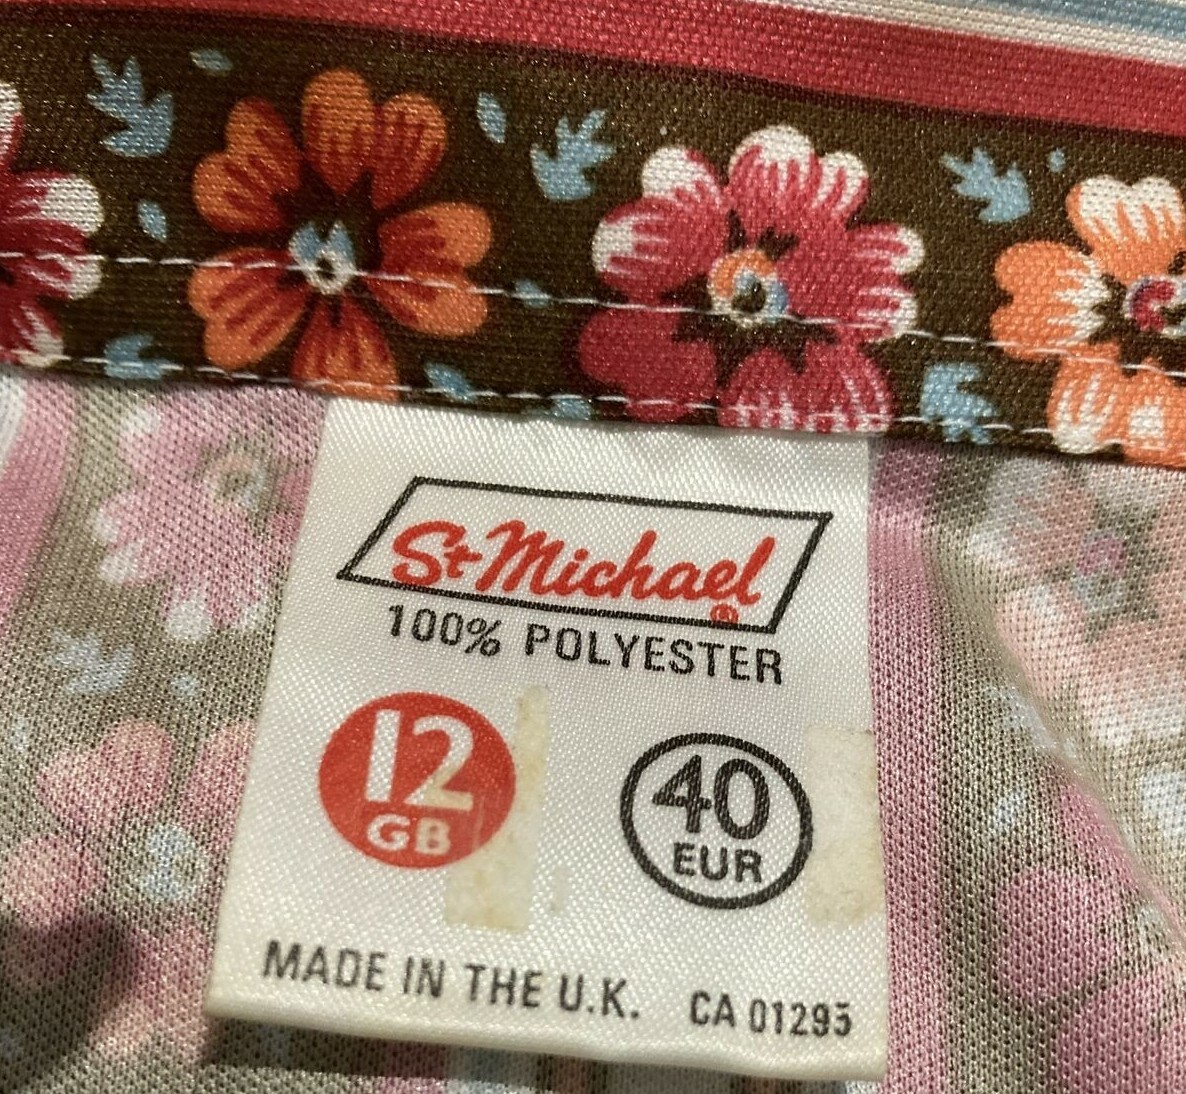 St Michael®
100% POLYESTER
12
GB
40
EUR
MADE IN THE U.K. CA 01295